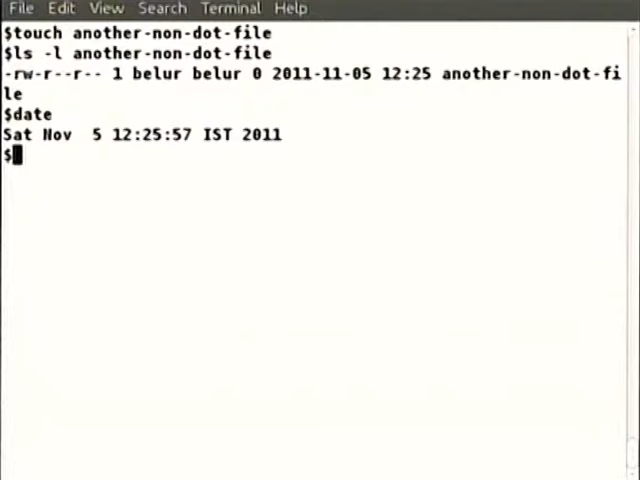 File Edit View Search Terminal Help
$touch another-non-dot-file
$ls -l another-non-dot-file
-rw-r--r-- 1 belur belur 0 2011-11-05 12:25 another-non-dot-fi
le
$date
Sat Nov  5 12:25:57 IST 2011
$